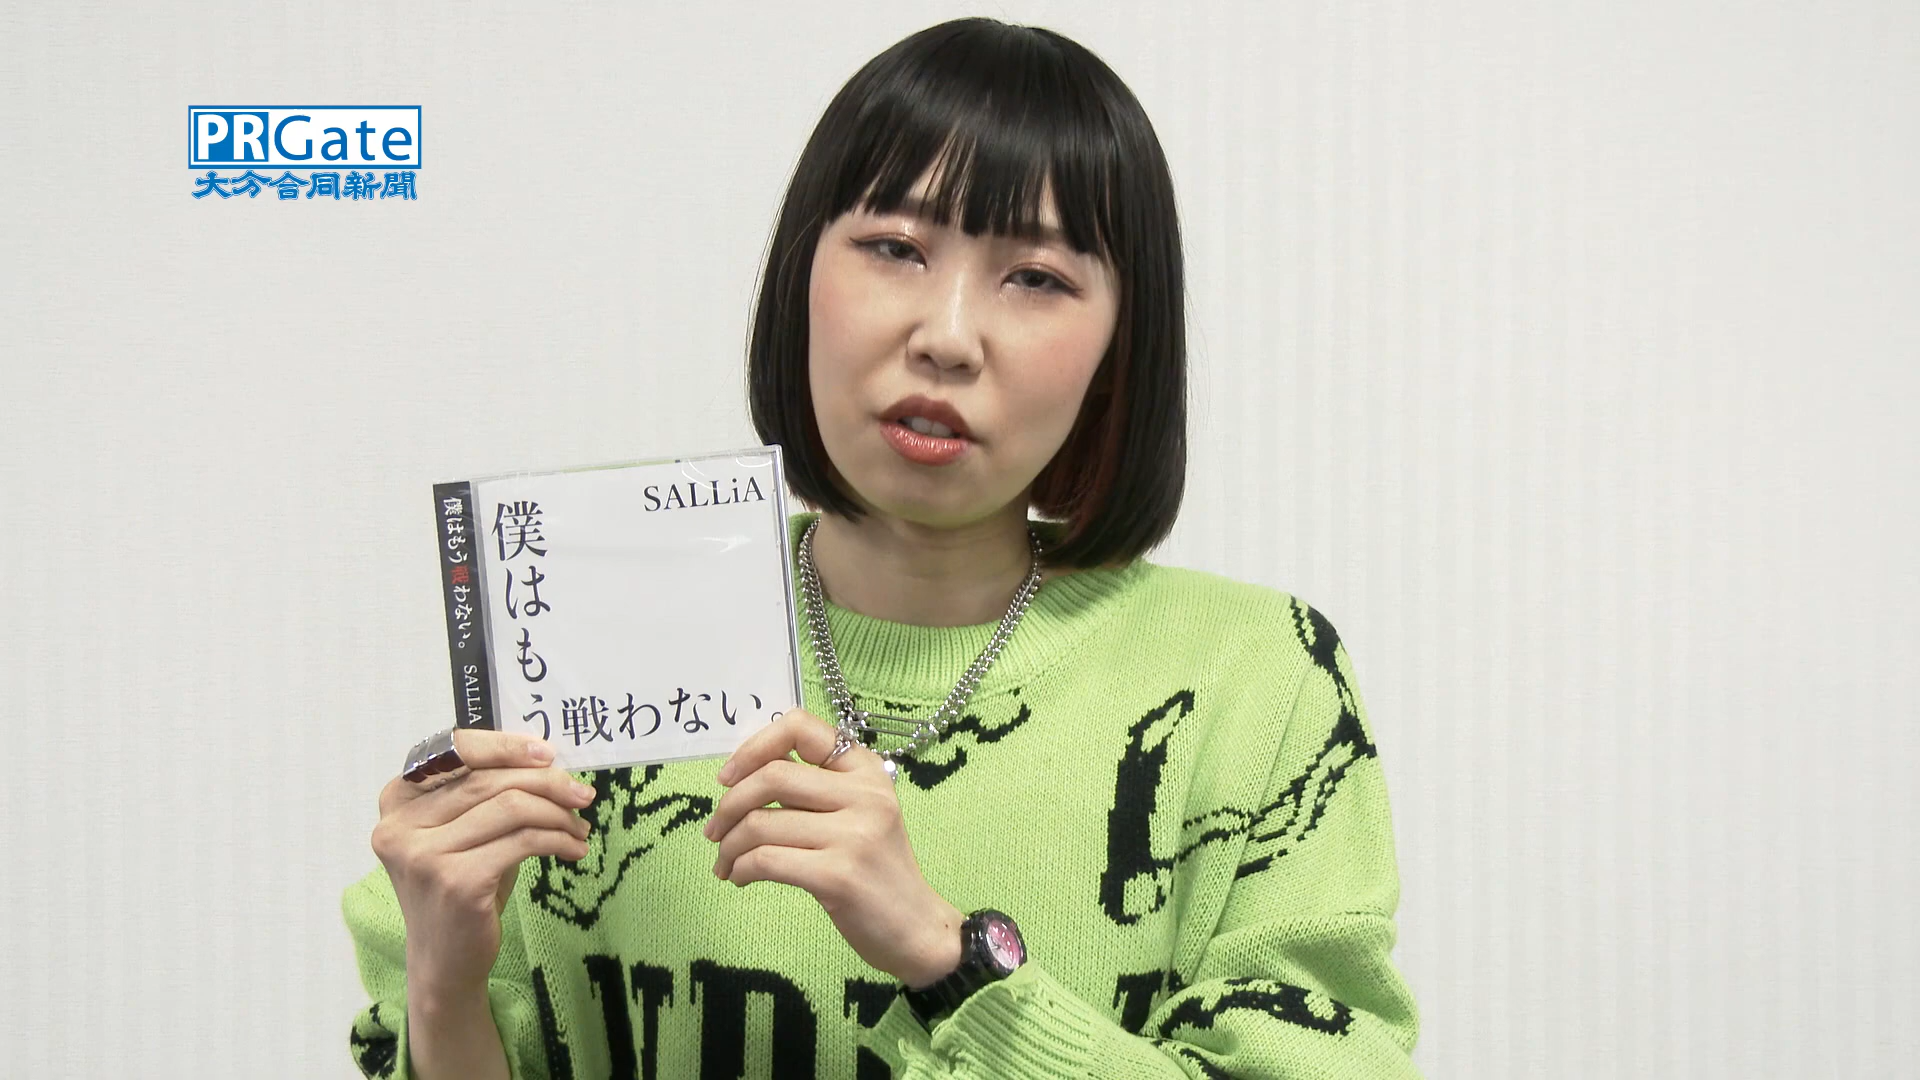 PRGate
大分合同新聞
SALLiA
僕はもう戦わない。
僕はもう戦わない。 SALLiA